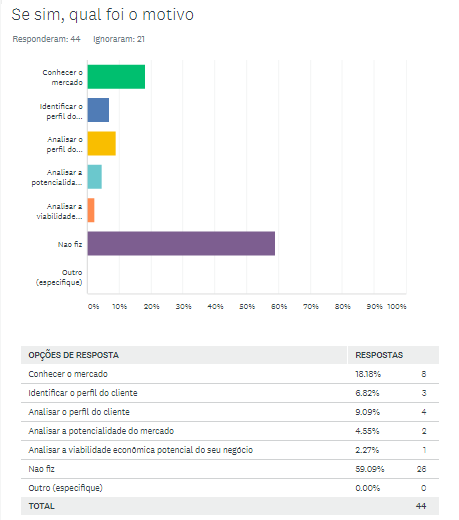 Se sim, qual foi o motivo
Responderam: 44 Ignoraram: 21
Conhecer o
mercado
Identificar o
perfil do...
Analisar o
perfil do...
Analisar a
potencialida...
Analisar a
viabilidade...
Nao fiz
Outro
(especifique)
0% 10% 20% 30% 40% 50% 60% 70% 80% 90% 100%
OPÇÕES DE RESPOSTA RESPOSTAS
Conhecer o mercado 18.18% 8
Identificar o perfil do cliente 6.82% 3
Analisar o perfil do cliente 9.09% 4
Analisar a potencialidade do mercado 4.55% 2
Analisar a viabilidade econômica potencial do seu negócio 2.27% 1
Nao fiz 59.09% 26
Outro (especifique) 0.00% 0
TOTAL 44